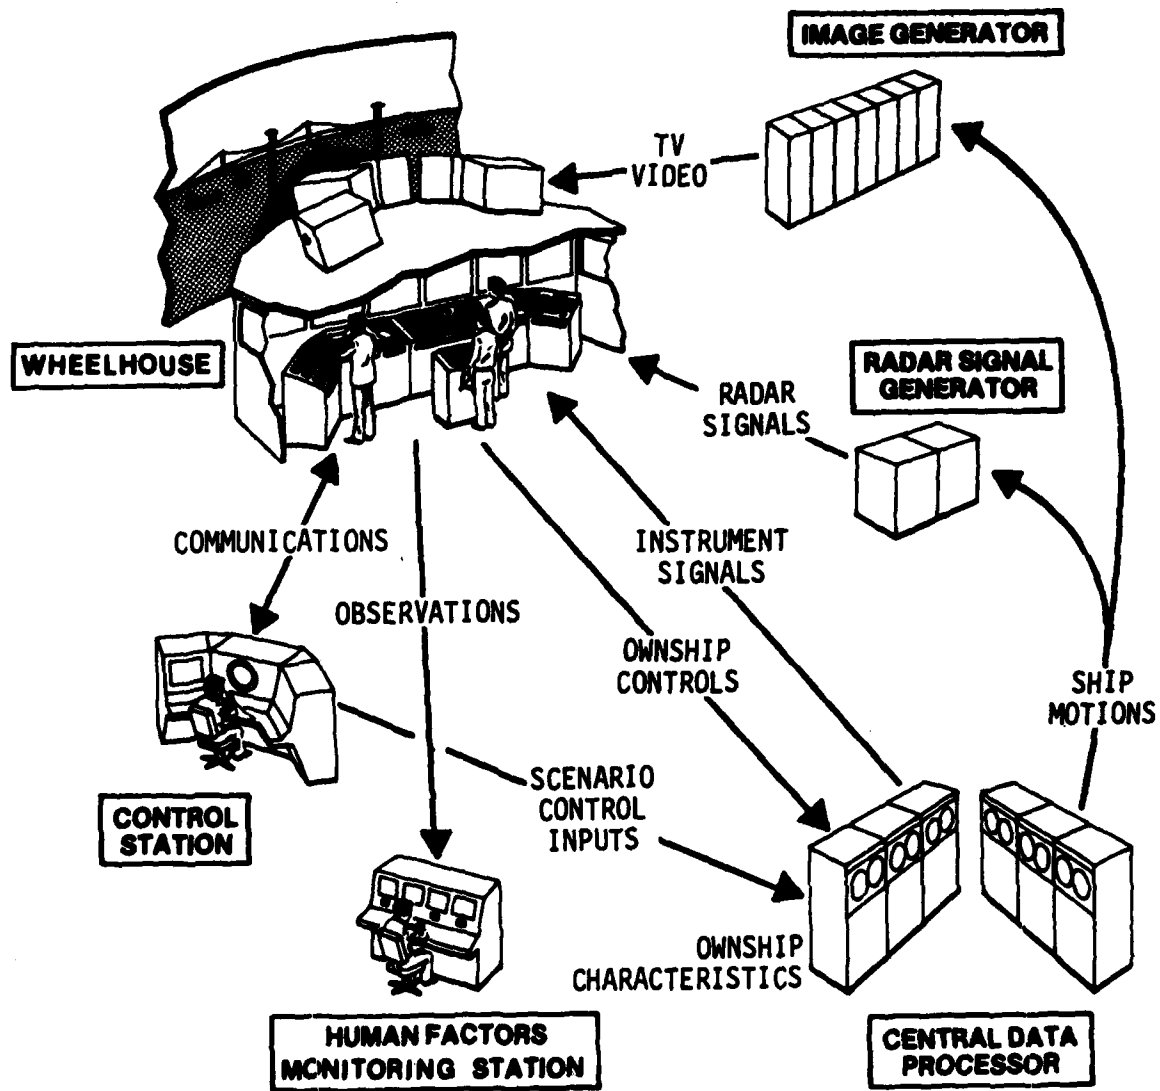 IMAGE GENERATOR
TV
VIDEO
WHEELHOUSE
RADAR SIGNAL
GENERATOR
RADAR
SIGNALS
COMMUNICATIONS
INSTRUMENT
SIGNALS
OBSERVATIONS
OWNSHIP
CONTROLS
SHIP
MOTIONS
SCENARIO
CONTROL
INPUTS
CONTROL
STATION
OWNSHIP
CHARACTERISTICS
HUMAN FACTORS
MONITORING STATION
CENTRAL DATA
PROCESSOR